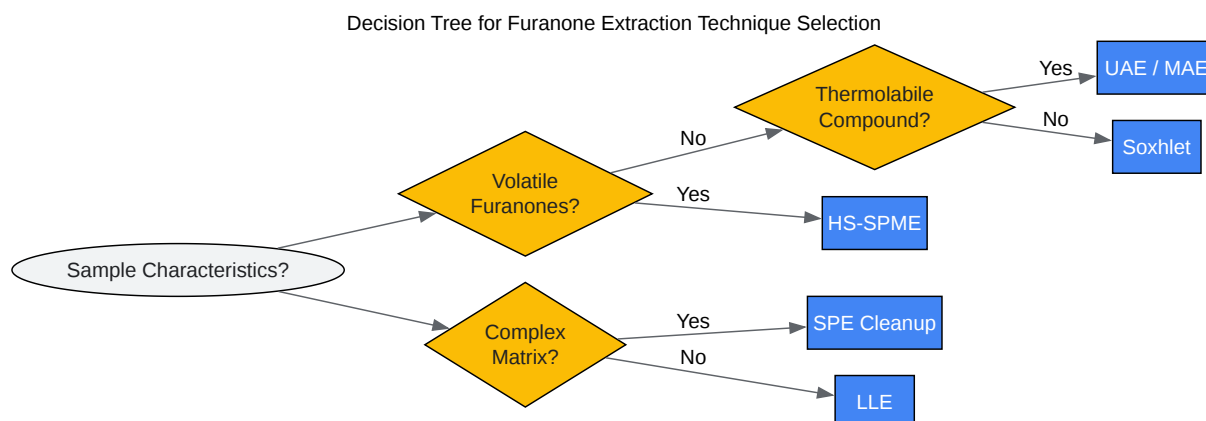 Decision Tree for Furanone Extraction Technique Selection
Sample Characteristics?
Volatile
Furanones?
No
Yes
Thermolabile
Compound?
Yes
No
UAE / MAE
Soxhlet
HS-SPME
Complex
Matrix?
Yes
No
SPE Cleanup
LLE